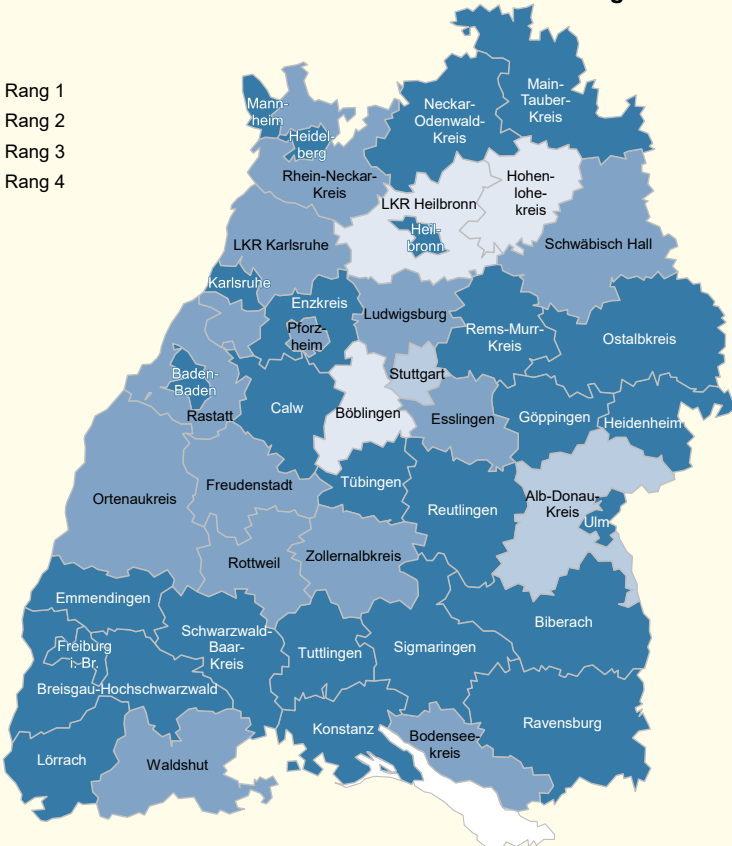 Rang 1
Rang 2
Rang 3
Rang 4
Mann-
heim
Heidel-
berg
Rhein-Neckar-
Kreis
Neckar-
Odenwald-
Kreis
Main-
Tauber-
Kreis
LKR Heilbronn
Heil-
bronn
Hohen-
lohe-
kreis
Schwäbisch Hall
LKR Karlsruhe
Karlsruhe
Enzkreis
Pforz-
heim
Ludwigsburg
Rems-Murr-
Kreis
Ostalbkreis
Baden-
Baden
Rastatt
Calw
Böblingen
Stuttgart
Esslingen
Göppingen
Heidenheim
Ortenaukreis
Freudenstadt
Tübingen
Reutlingen
Alb-Donau-
Kreis
Ulm
Rottweil
Zollernalbkreis
Emmendingen
Freiburg
i. Br.
Breisgau-Hochschwarzwald
Schwarzwald-
Baar-
Kreis
Tuttlingen
Sigmaringen
Biberach
Lörrach
Waldshut
Konstanz
Bodensee-
kreis
Ravensburg